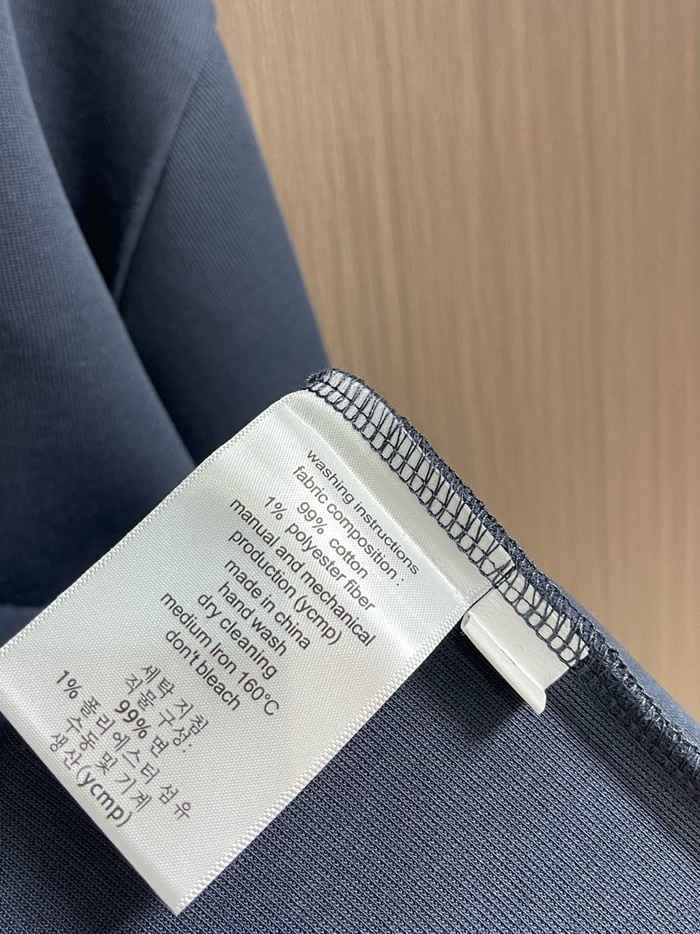 washing instructions
fabric composition :
99% cotton
1% polyester fiber
manual and mechanical
production (ycmp)
made in china
hand wash
dry cleaning
medium Iron 160°C
don't bleach
세탁 지침
직물 구성:
99% 면
1% 폴리에스터 섬유
수동 및 기계
생산 (ycmp)